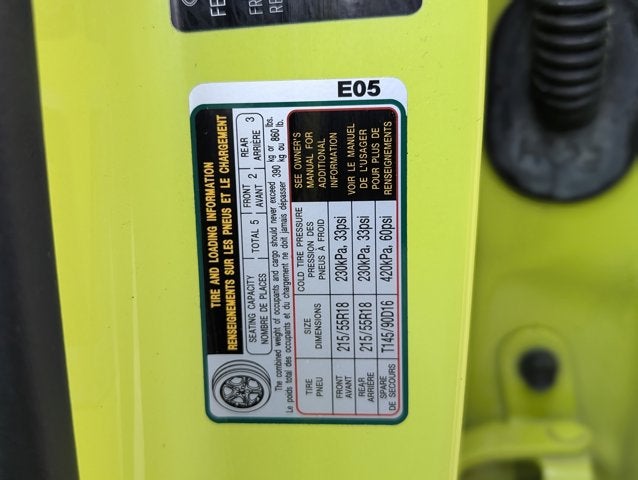 FE
FR
RE
E05
TIRE AND LOADING INFORMATION
RENSEIGNEMENTS SUR LES PNEUS ET LE CHARGEMENT
SEATING CAPACITY
NOMBRE DE PLACES
TOTAL 5
FRONT
AVANT 2
REAR
ARRIÈRE 3
The combined weight of occupants and cargo should never exceed 390 kg or 860 lbs.
Le poids total des occupants et du chargement ne doit jamais dépasser 390 kg ou 860 lb.
TIRE
PNEU
SIZE
DIMENSIONS
COLD TIRE PRESSURE
PRESSION DES
PNEUS À FROID
FRONT
AVANT
215/55R18
230kPa, 33psi
REAR
ARRIÈRE
215/55R18
230kPa, 33psi
SPARE
DE SECOURS
T145/90D16
420kPa, 60psi
SEE OWNER'S
MANUAL FOR
ADDITIONAL
INFORMATION
VOIR LE MANUEL
DE L'USAGER
POUR PLUS DE
RENSEIGNEMENTS